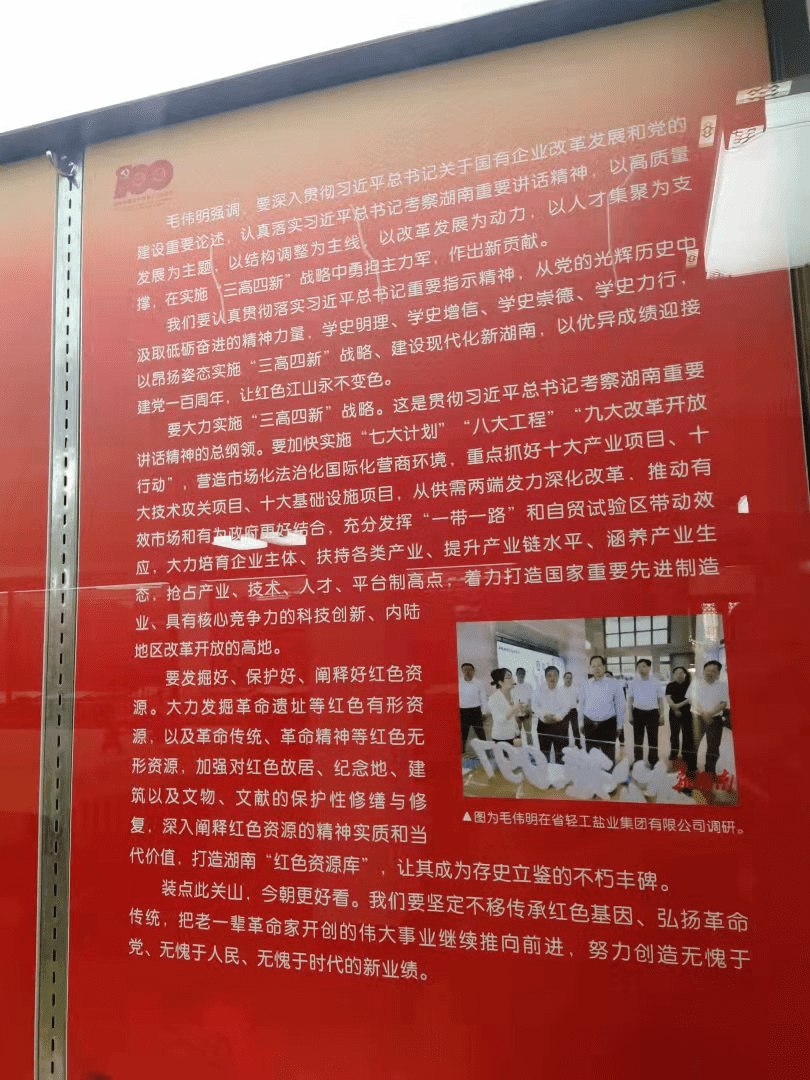 100
毛伟明强调,要深入贯彻习近平总书记关于国有企业改革发展和党的
建设重要论述,认真落实习近平总书记考察湖南重要讲话精神,以高质量
发展为主题,以结构调整为主线,以改革发展为动力,以人才集聚为支
撑,在实施“三高四新”战略中勇担主力军,作出新贡献。
我们要认真贯彻落实习近平总书记重要指示精神,从党的光辉历史中
汲取砥砺奋进的精神力量,学史明理、学史增信、学史崇德、学史力行,
以昂扬姿态实施“三高四新”战略、建设现代化新湖南,以优异成绩迎接
建党一百周年,让红色江山永不变色。
要大力实施“三高四新”战略。这是贯彻习近平总书记考察湖南重要
讲话精神的总纲领。要加快实施“七大计划”“八大工程”“九大改革开放
行动”,营造市场化法治化国际化营商环境,重点抓好十大产业项目、十
大技术攻关项目、十大基础设施项目,从供需两端发力深化改革,推动有
效市场和有为政府更好结合,充分发挥“一带一路”和自贸试验区带动效
应,大力培育企业主体、扶持各类产业、提升产业链水平、涵养产业生
态,抢占产业、技术、人才、平台制高点;着力打造国家重要先进制造
业、具有核心竞争力的科技创新、内陆
地区改革开放的高地。
要发掘好、保护好、阐释好红色资
源。大力发掘革命遗址等红色有形资
源,以及革命传统、革命精神等红色无
形资源,加强对红色故居、纪念地、建
筑以及文物、文献的保护性修缮与修
复,深入阐释红色资源的精神实质和当
代价值,打造湖南“红色资源库”,让其成为存史立鉴的不朽丰碑。
▲图为毛伟明在省轻工盐业集团有限公司调研。
装点此关山,今朝更好看。我们要坚定不移传承红色基因、弘扬革命
传统,把老一辈革命家开创的伟大事业继续推向前进,努力创造无愧于
党、无愧于人民、无愧于时代的新业绩。